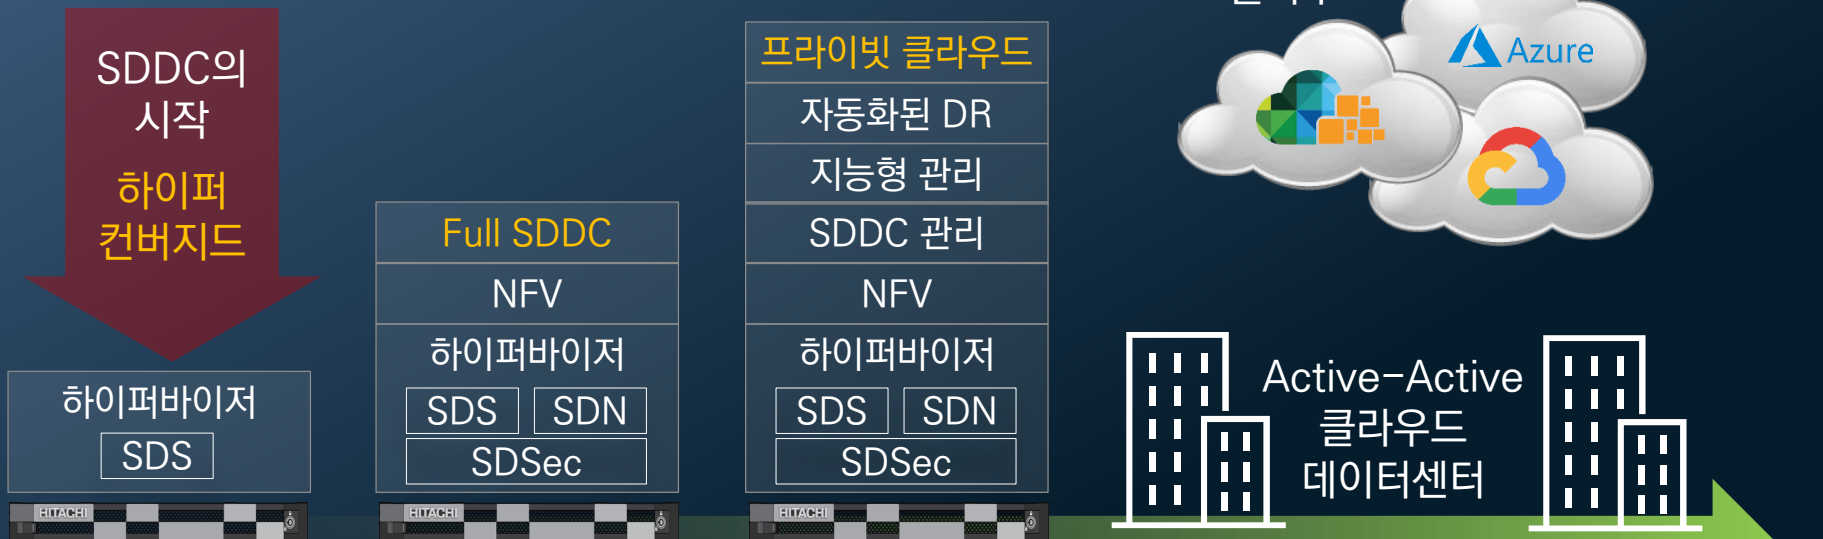 SDDC의
시작
하이퍼
컨버지드
하이퍼바이저
SDS
HITACHI
Full SDDC
NFV
하이퍼바이저
SDS
SDN
SDSec
HITACHI
프라이빗 클라우드
자동화된 DR
지능형 관리
SDDC 관리
NFV
하이퍼바이저
SDS
SDN
SDSec
HITACHI
Azure
Active-Active
클라우드
데이터센터